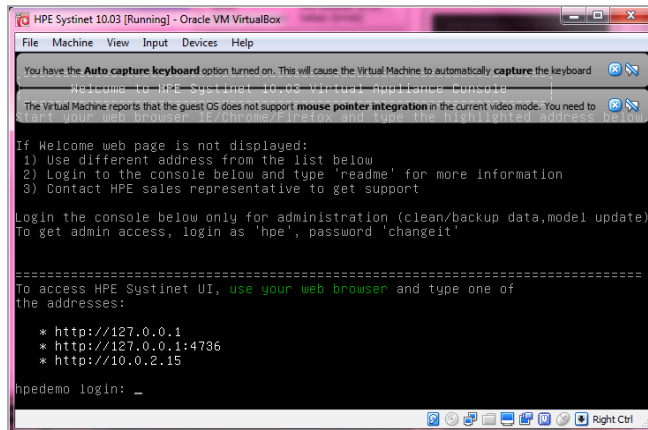 HPE Systinet 10.03 [Running] - Oracle VM VirtualBox
File Machine View Input Devices Help
You have the Auto capture keyboard option turned on. This will cause the Virtual Machine to automatically capture the keyboard
Welcome to HPE Systinet 10.03 Virtual Appliance Console
The Virtual Machine reports that the guest OS does not support mouse pointer integration in the current video mode. You need to
Start your web browser IE/Chrome/Firefox and type the highlighted address below
If Welcome web page is not displayed:
1) Use different address from the list below
2) Login to the console below and type 'readme' for more information
3) Contact HPE sales representative to get support
Login the console below only for administration (clean/backup data,model update)
To get admin access, login as 'hpe', password 'changeit'
================================================================================
To access HPE Systinet UI, use your web browser and type one of
the addresses:
* http://127.0.0.1
* http://127.0.0.1:4736
* http://10.0.2.15
hpedemo login: _
Right Ctrl